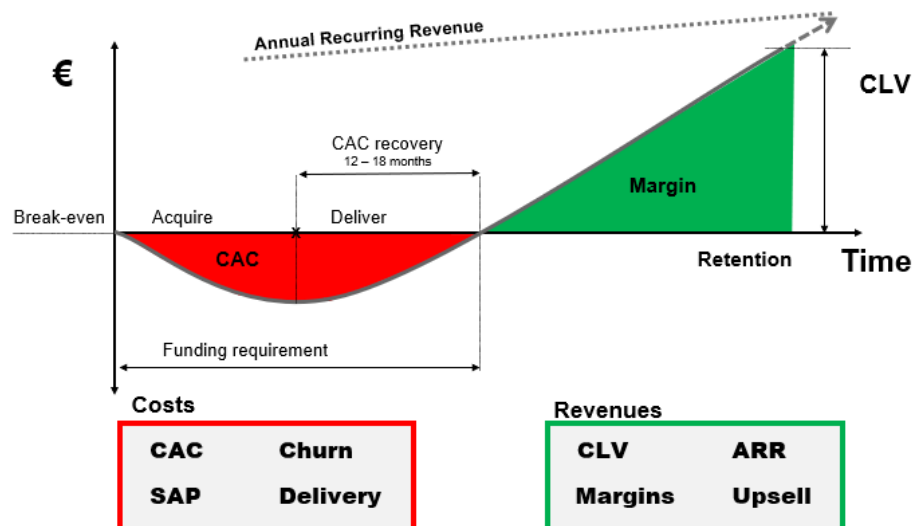 Annual Recurring Revenue
€
CLV
CAC recovery
12 – 18 months
Margin
Break-even
Acquire
Deliver
CAC
Retention
Time
Funding requirement
Costs
CAC Churn
SAP Delivery
Revenues
CLV ARR
Margins Upsell